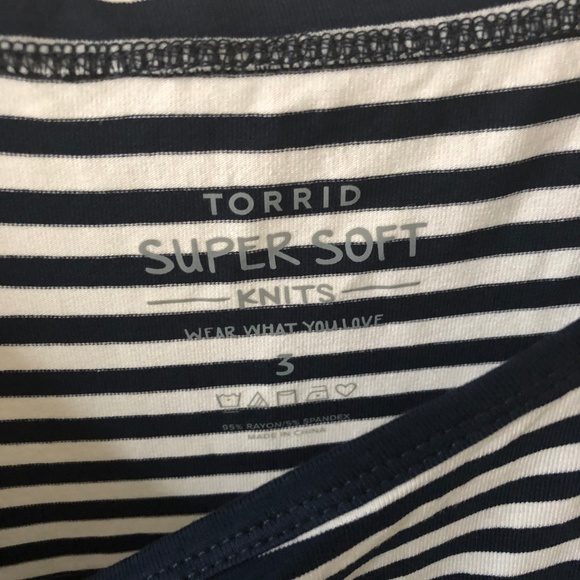 TORRID
SUPER SOFT
KNITS
WEAR WHAT YOU LOVE
3
95% RAYON/5% SPANDEX
MADE IN CHINA